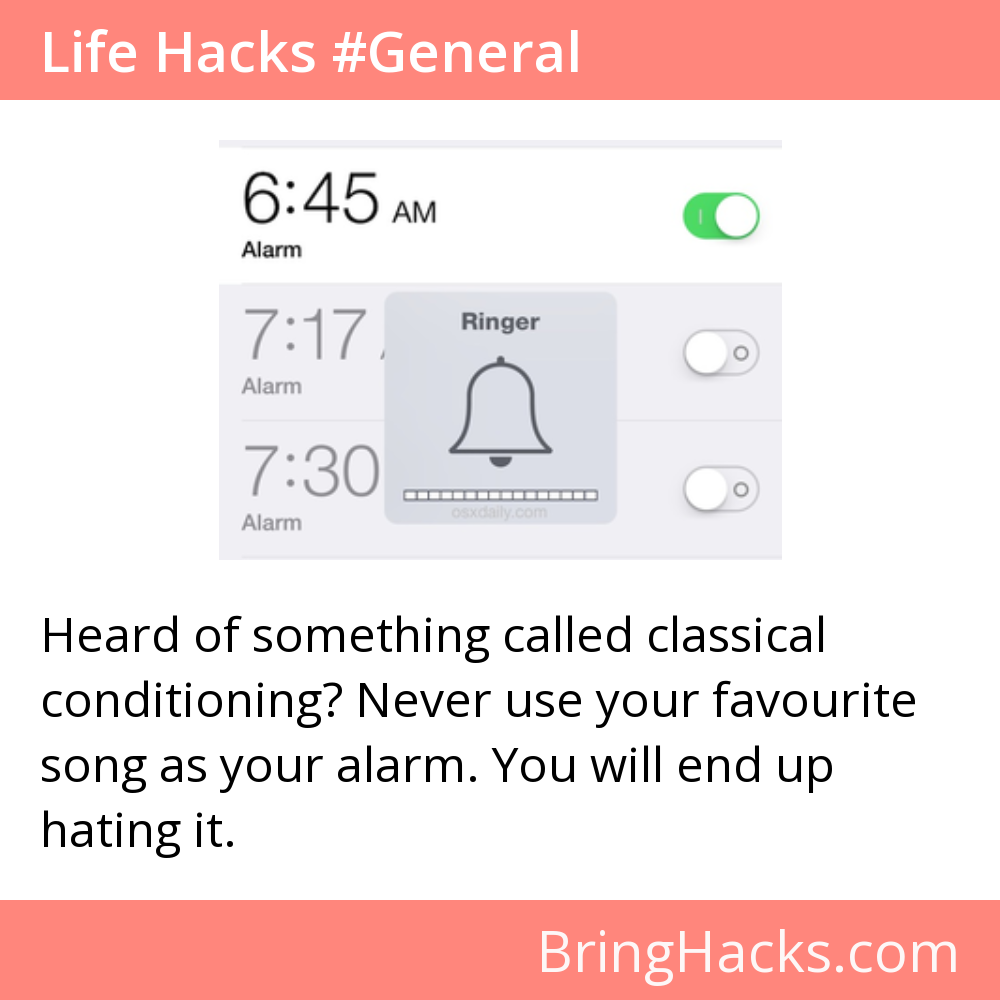 Life Hacks #General
6:45 AM
Alarm
7:17
Alarm
Ringer
7:30
Alarm
osxdaily.com
Heard of something called classical
conditioning? Never use your favourite
song as your alarm. You will end up
hating it.
BringHacks.com